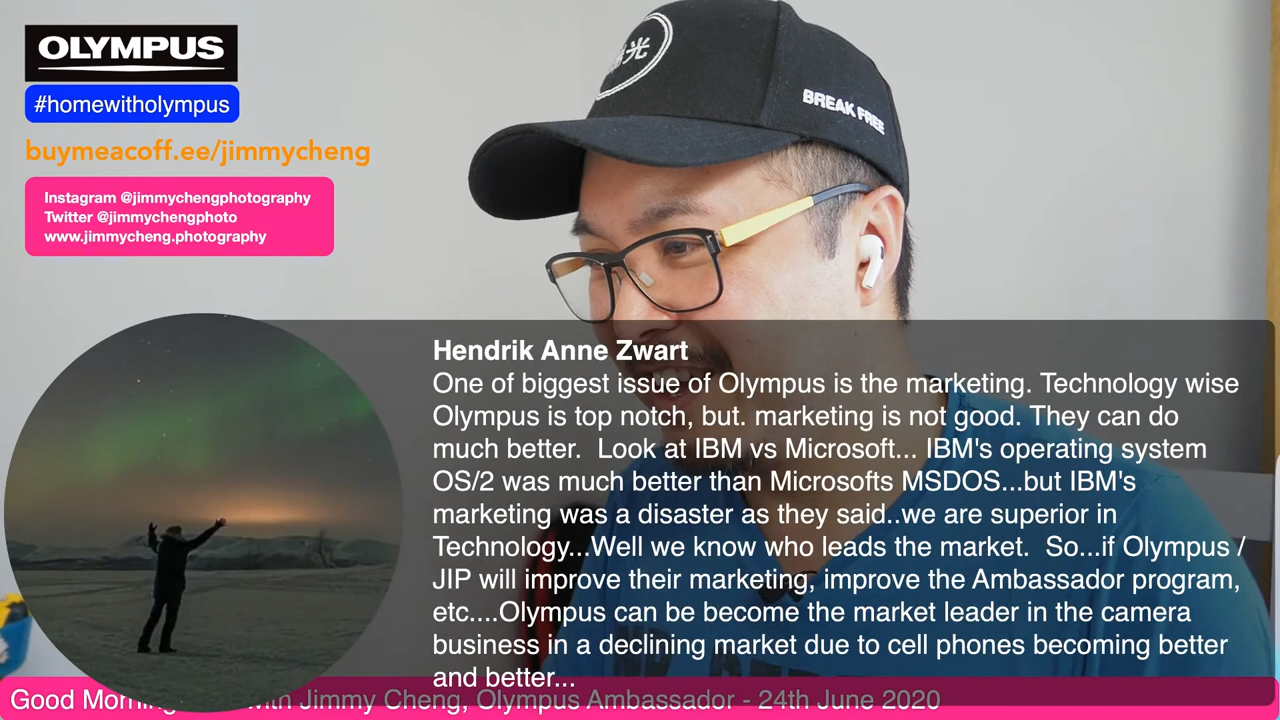 OLYMPUS
#homewitholympus
buymeacoff.ee/jimmycheng
Instagram @jimmychengphotography
Twitter @jimmychengphoto
www.jimmycheng.photography
光
BREAK FREE
Hendrik Anne Zwart
One of biggest issue of Olympus is the marketing. Technology wise
Olympus is top notch, but. marketing is not good. They can do
much better.  Look at IBM vs Microsoft... IBM's operating system
OS/2 was much better than Microsofts MSDOS...but IBM's
marketing was a disaster as they said..we are superior in
Technology...Well we know who leads the market.  So...if Olympus /
JIP will improve their marketing, improve the Ambassador program,
etc....Olympus can be become the market leader in the camera
business in a declining market due to cell phones becoming better
and better...
Good Morning with Jimmy Cheng, Olympus Ambassador - 24th June 2020